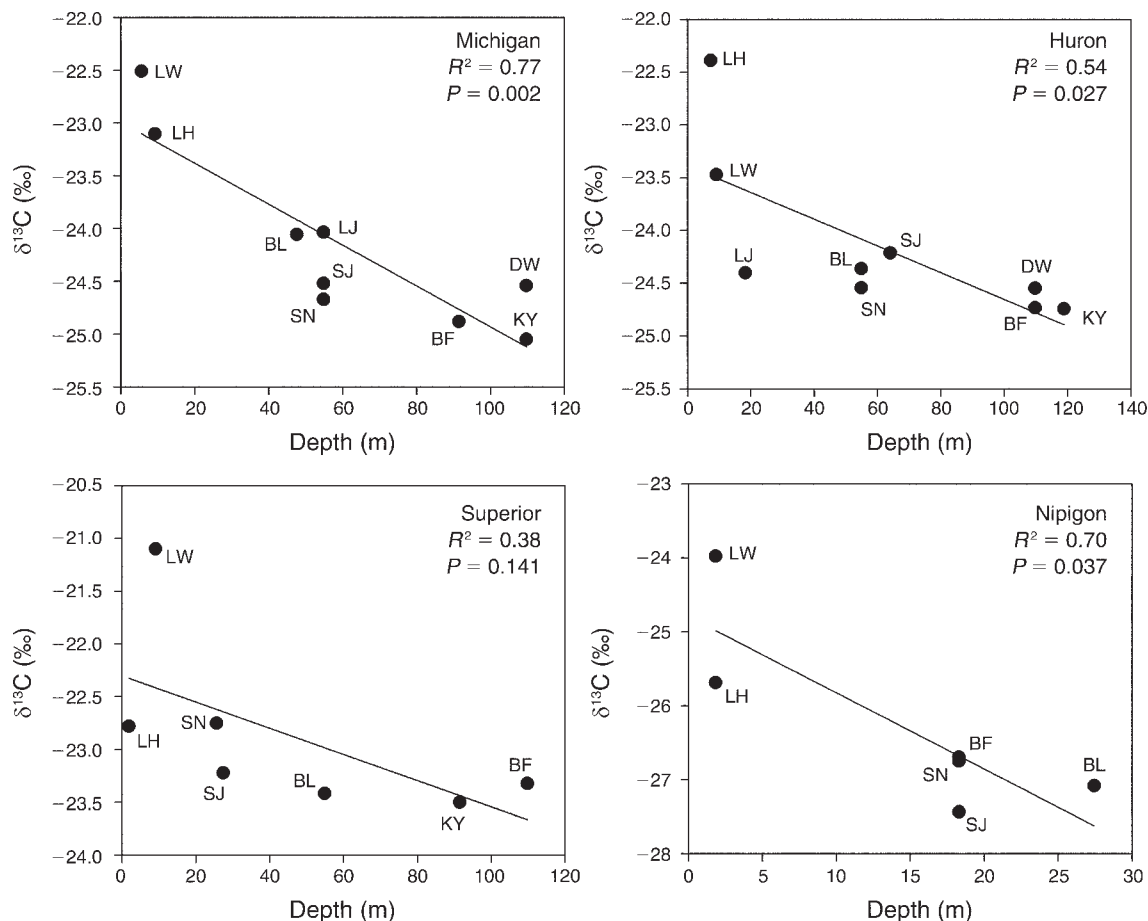 Michigan
R² = 0.77
P = 0.002
−22.0
−22.5
−23.0
−23.5
−24.0
−24.5
−25.0
−25.5
δ¹³C (‰)
LW
LH
BL
LJ
SJ
SN
BF
DW
KY
0 20 40 60 80 100 120
Depth (m)
Huron
R² = 0.54
P = 0.027
−22.0
−22.5
−23.0
−23.5
−24.0
−24.5
−25.0
−25.5
δ¹³C (‰)
LH
LW
LJ
BL
SJ
SN
DW
BF
KY
0 20 40 60 80 100 120 140
Depth (m)
Superior
R² = 0.38
P = 0.141
−20.5
−21.0
−21.5
−22.0
−22.5
−23.0
−23.5
−24.0
δ¹³C (‰)
LW
LH
SN
SJ
BL
KY
BF
0 20 40 60 80 100 120
Depth (m)
Nipigon
R² = 0.70
P = 0.037
−23
−24
−25
−26
−27
−28
δ¹³C (‰)
LW
LH
BF
SN
SJ
BL
0 5 10 15 20 25 30
Depth (m)